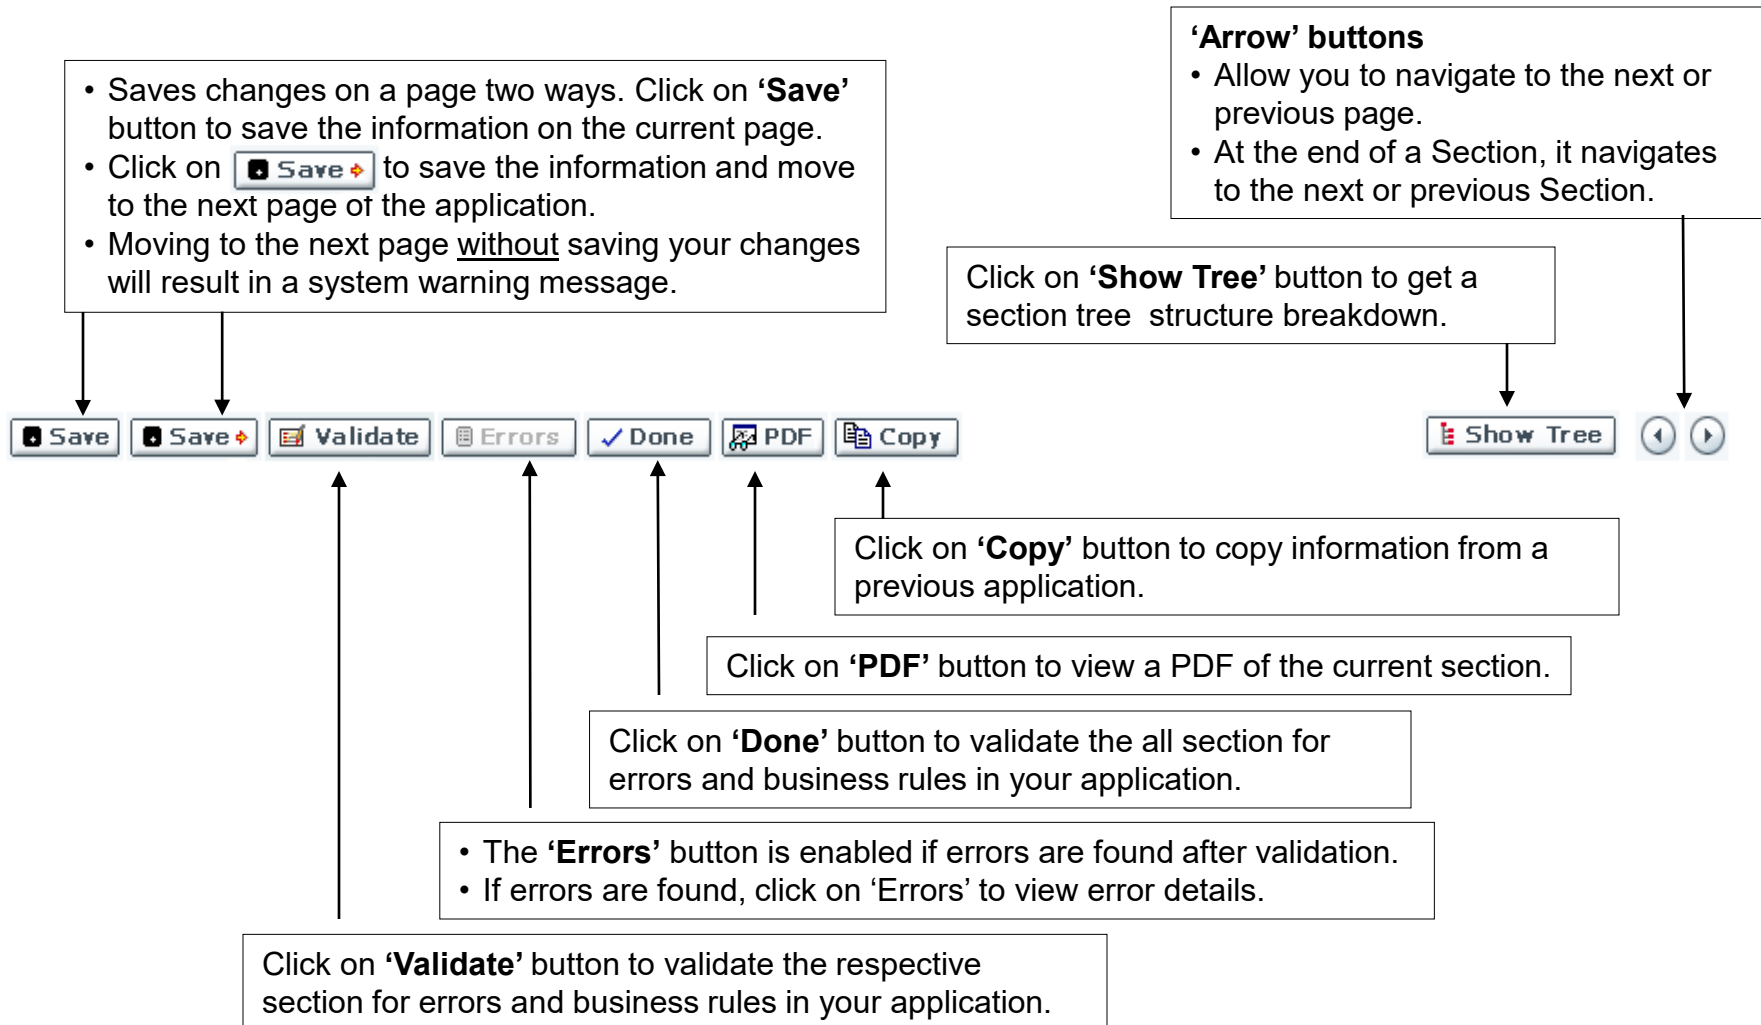 • Saves changes on a page two ways. Click on ‘Save’
button to save the information on the current page.
• Click on Save to save the information and move
to the next page of the application.
• Moving to the next page without saving your changes
will result in a system warning message.
‘Arrow’ buttons
• Allow you to navigate to the next or
previous page.
• At the end of a Section, it navigates
to the next or previous Section.
Click on ‘Show Tree’ button to get a
section tree  structure breakdown.
Save Save Validate Errors Done PDF Copy Show Tree
Click on ‘Copy’ button to copy information from a
previous application.
Click on ‘PDF’ button to view a PDF of the current section.
Click on ‘Done’ button to validate the all section for
errors and business rules in your application.
• The ‘Errors’ button is enabled if errors are found after validation.
• If errors are found, click on ‘Errors’ to view error details.
Click on ‘Validate’ button to validate the respective
section for errors and business rules in your application.